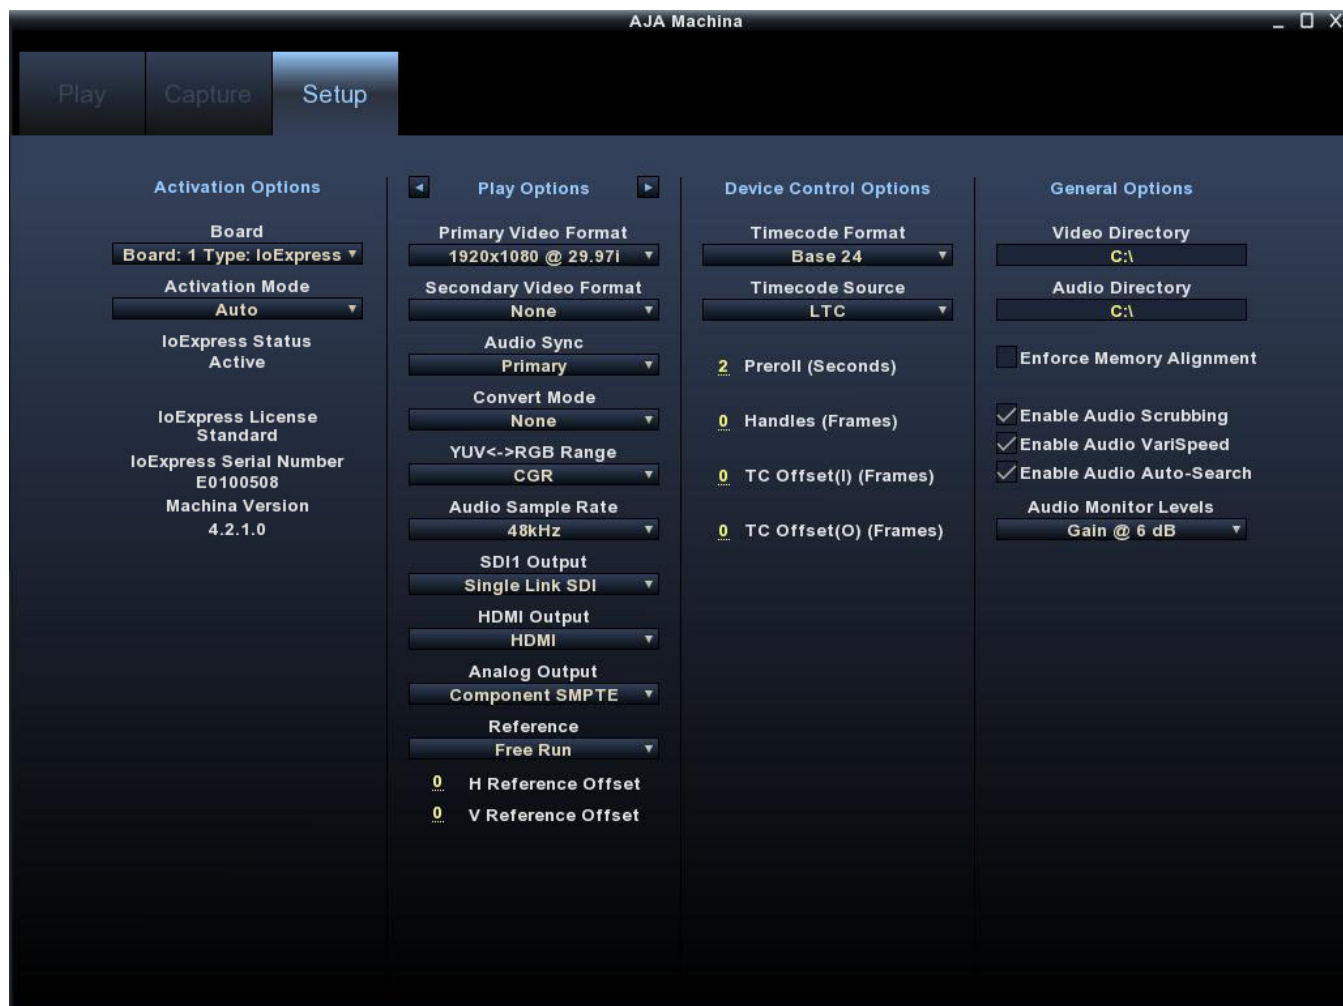 AJA Machina
Play
Capture
Setup
Activation Options
Board
Board: 1 Type: IoExpress
Activation Mode
Auto
IoExpress Status
Active
IoExpress License
Standard
IoExpress Serial Number
E0100508
Machina Version
4.2.1.0
Play Options
Primary Video Format
1920x1080 @ 29.97i
Secondary Video Format
None
Audio Sync
Primary
Convert Mode
None
YUV<->RGB Range
CGR
Audio Sample Rate
48kHz
SDI1 Output
Single Link SDI
HDMI Output
HDMI
Analog Output
Component SMPTE
Reference
Free Run
0 H Reference Offset
0 V Reference Offset
Device Control Options
Timecode Format
Base 24
Timecode Source
LTC
2 Preroll (Seconds)
0 Handles (Frames)
0 TC Offset(I) (Frames)
0 TC Offset(O) (Frames)
General Options
Video Directory
C:\
Audio Directory
C:\
Enforce Memory Alignment
Enable Audio Scrubbing
Enable Audio VariSpeed
Enable Audio Auto-Search
Audio Monitor Levels
Gain @ 6 dB